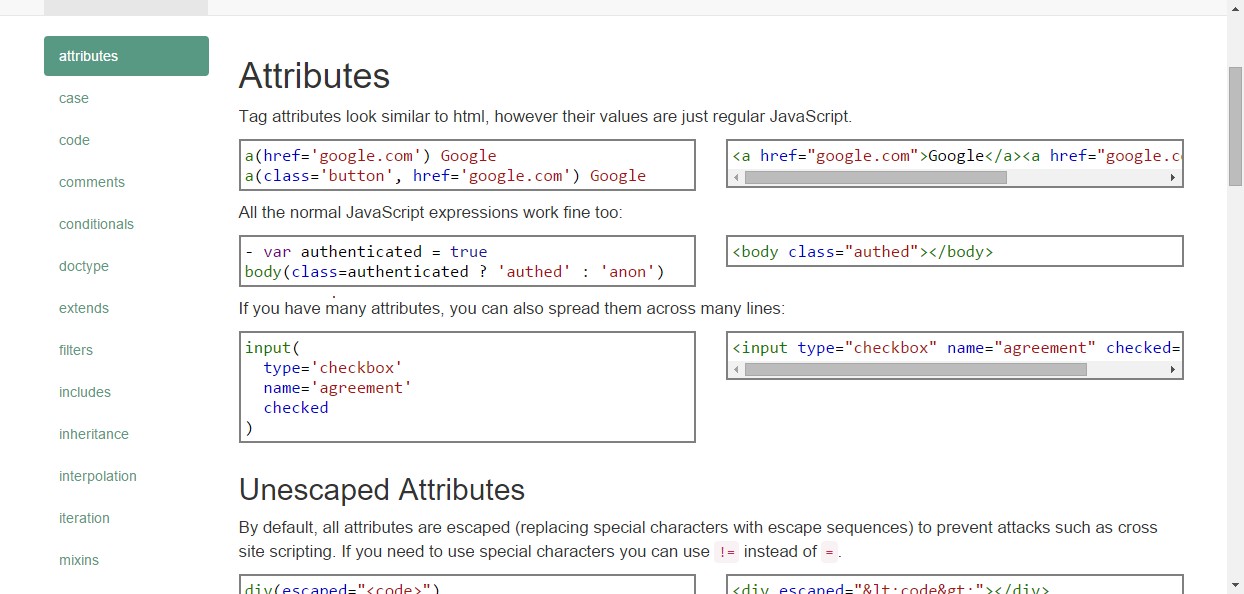 attributes
case
code
comments
conditionals
doctype
extends
filters
includes
inheritance
interpolation
iteration
mixins
Attributes
Tag attributes look similar to html, however their values are just regular JavaScript.
a(href='google.com') Google
a(class='button', href='google.com') Google
<a href="google.com">Google</a><a href="google.c
All the normal JavaScript expressions work fine too:
- var authenticated = true
body(class=authenticated ? 'authed' : 'anon')
<body class="authed"></body>
If you have many attributes, you can also spread them across many lines:
input(
  type='checkbox'
  name='agreement'
  checked
)
<input type="checkbox" name="agreement" checked=
Unescaped Attributes
By default, all attributes are escaped (replacing special characters with escape sequences) to prevent attacks such as cross
site scripting. If you need to use special characters you can use != instead of =.
div(escaped="<code>")
<div escaped="&lt;code&gt;"></div>